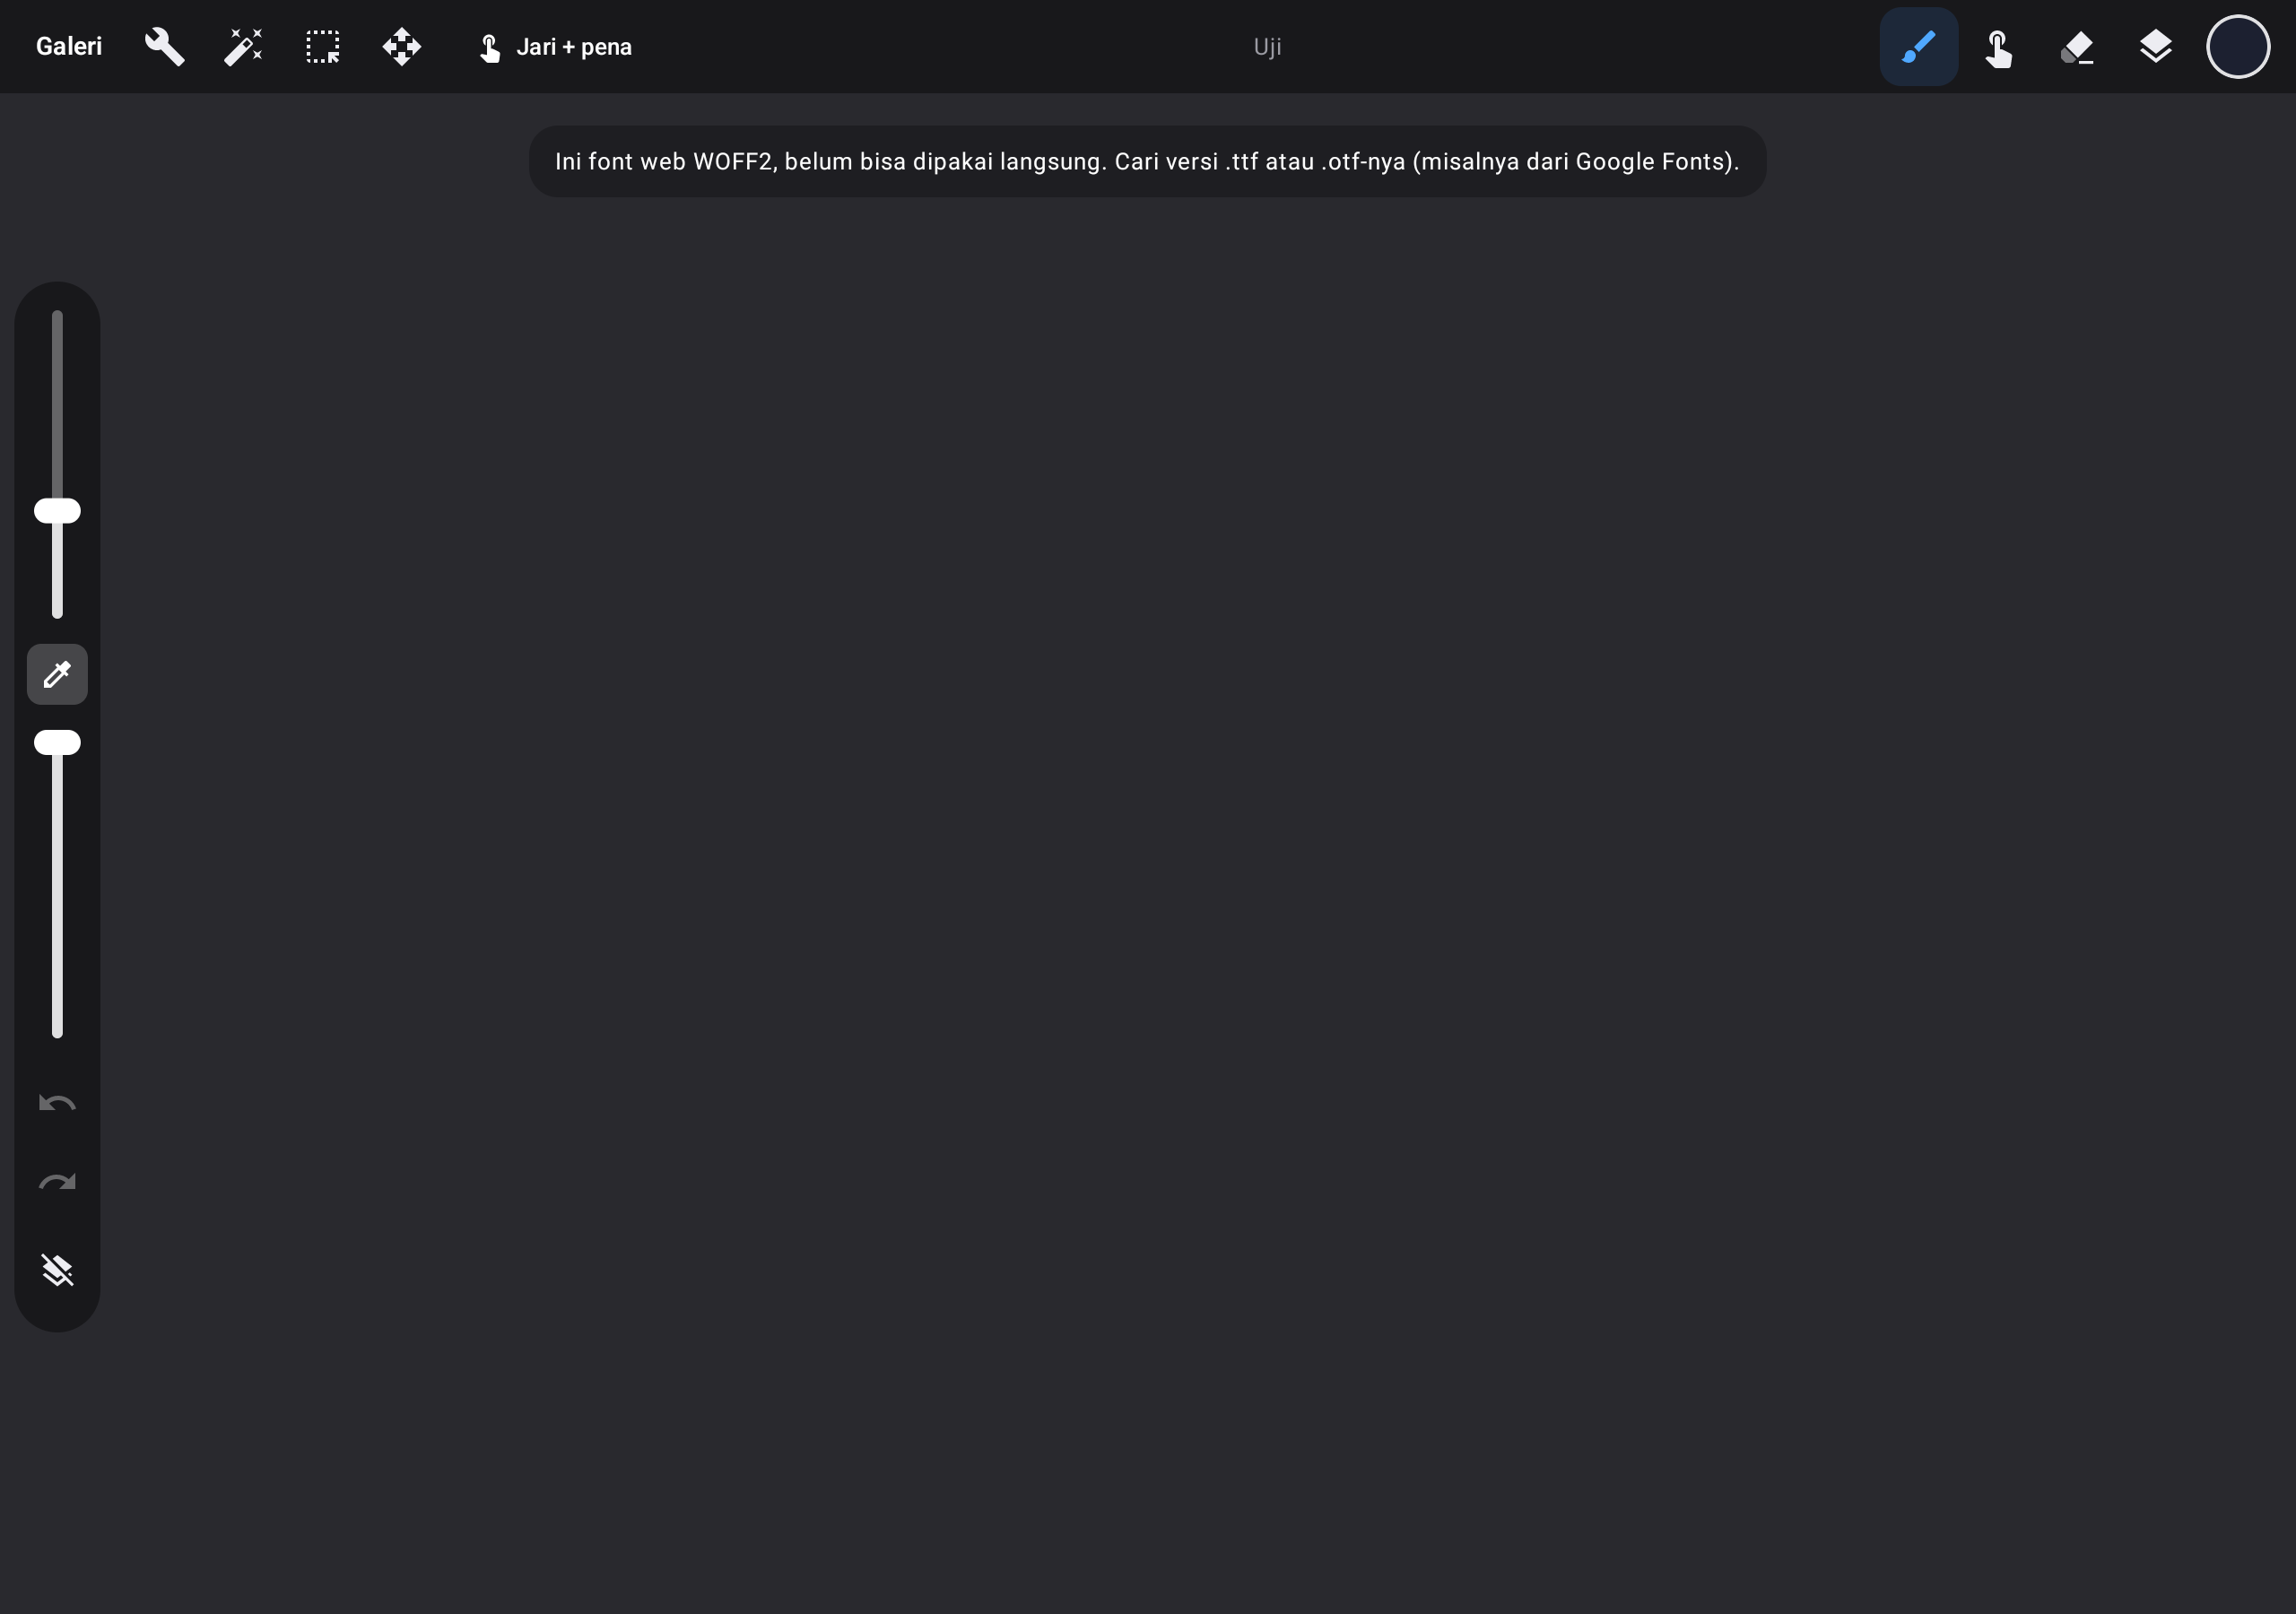 Galeri
Jari + pena
Uji
Ini font web WOFF2, belum bisa dipakai langsung. Cari versi .ttf atau .otf-nya (misalnya dari Google Fonts).